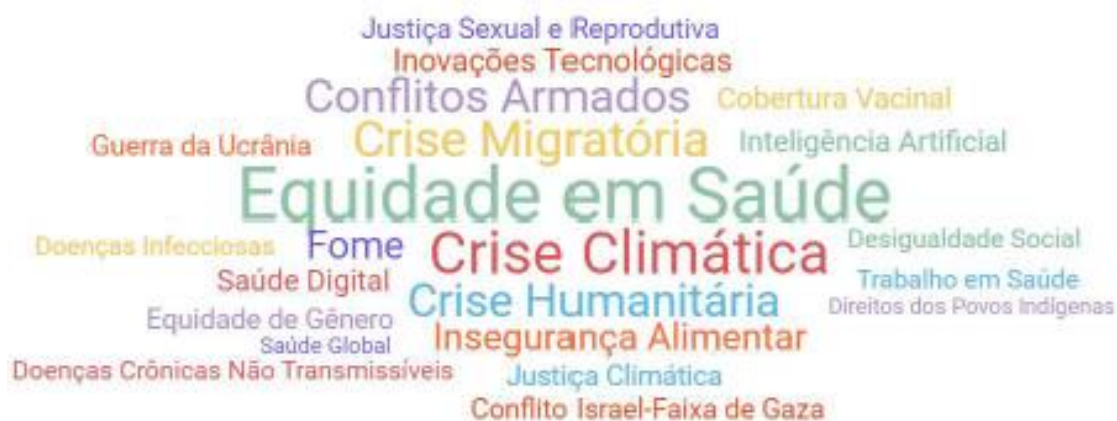 Justiça Sexual e Reprodutiva
Inovações Tecnológicas
Conflitos Armados
Cobertura Vacinal
Guerra da Ucrânia
Crise Migratória
Inteligência Artificial
Equidade em Saúde
Doenças Infecciosas
Fome
Crise Climática
Desigualdade Social
Saúde Digital
Crise Humanitária
Trabalho em Saúde
Direitos dos Povos Indígenas
Equidade de Gênero
Saúde Global
Insegurança Alimentar
Doenças Crônicas Não Transmissíveis
Justiça Climática
Conflito Israel-Faixa de Gaza